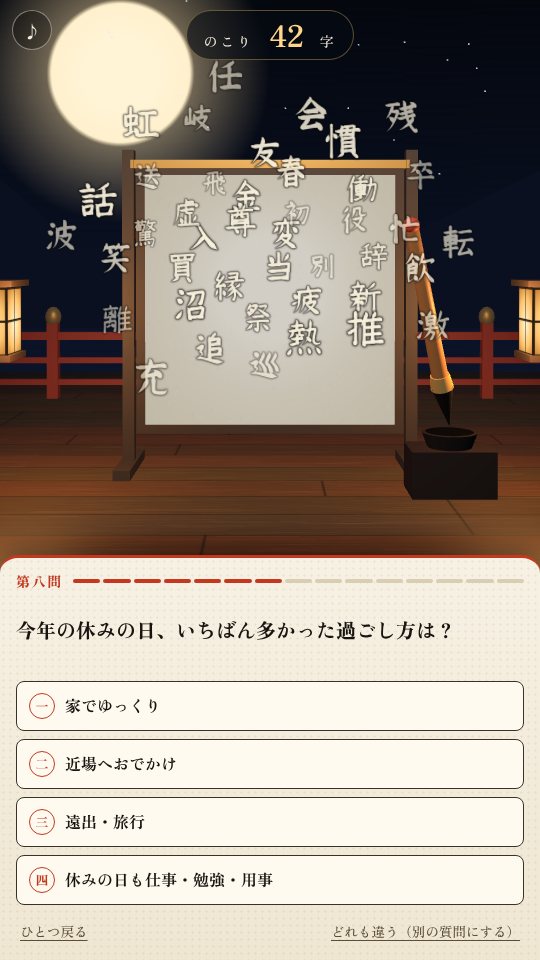 ♪
のこり 42 字
任
虹 岐 会 慣 残
友 春
送 飛 金 働 卒
話 虚 尊 初 役
波 驚 入 変 忙 転
笑 買 当 別 辞 飲
沼 縁 疲 新
離 祭 熱 推 激
追 巡
充
第八問
今年の休みの日、いちばん多かった過ごし方は？
一 家でゆっくり
二 近場へおでかけ
三 遠出・旅行
四 休みの日も仕事・勉強・用事
ひとつ戻る
どれも違う（別の質問にする）